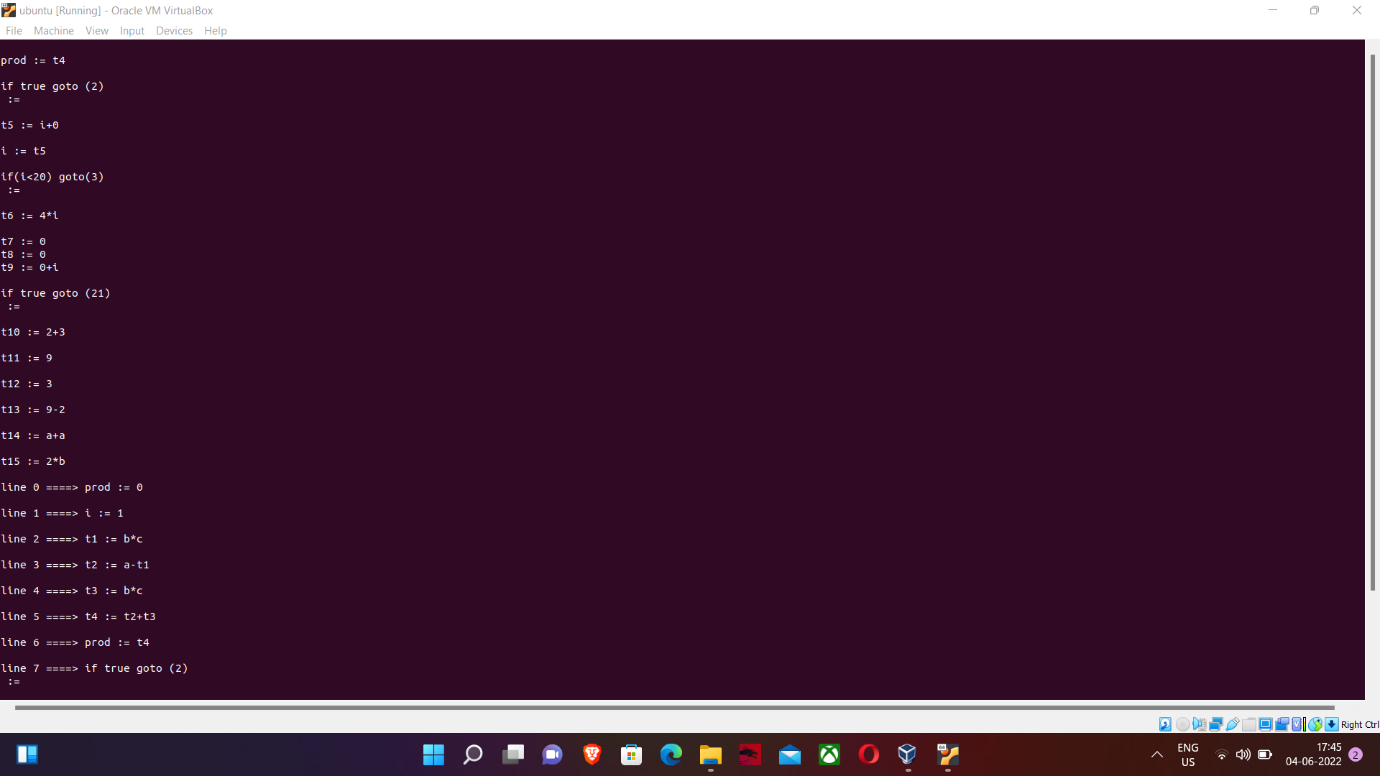 ubuntu [Running] - Oracle VM VirtualBox
File Machine View Input Devices Help
prod := t4
if true goto (2)
:=
t5 := i+0
i := t5
if(i<20) goto(3)
:=
t6 := 4*i
t7 := 0
t8 := 0
t9 := 0+i
if true goto (21)
:=
t10 := 2+3
t11 := 9
t12 := 3
t13 := 9-2
t14 := a+a
t15 := 2*b
line 0 ====> prod := 0
line 1 ====> i := 1
line 2 ====> t1 := b*c
line 3 ====> t2 := a-t1
line 4 ====> t3 := b*c
line 5 ====> t4 := t2+t3
line 6 ====> prod := t4
line 7 ====> if true goto (2)
:=
Right Ctrl
ENG
US
17:45
04-06-2022
2